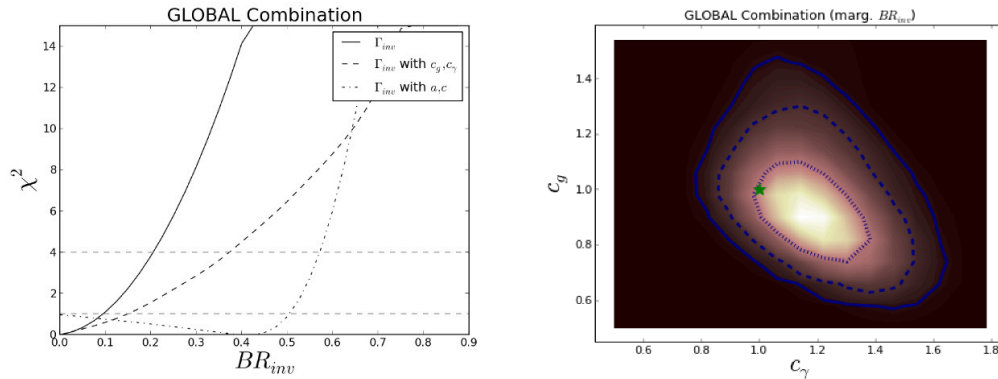 GLOBAL Combination
χ²
14
12
10
8
6
4
2
0
0.0 0.1 0.2 0.3 0.4 0.5 0.6 0.7 0.8 0.9
BR_inv
Γ_inv
Γ_inv with c_g,c_γ
Γ_inv with a,c
GLOBAL Combination (marg. BR_inv)
c_g
1.4
1.2
1.0
0.8
0.6
0.6 0.8 1.0 1.2 1.4 1.6 1.8
c_γ